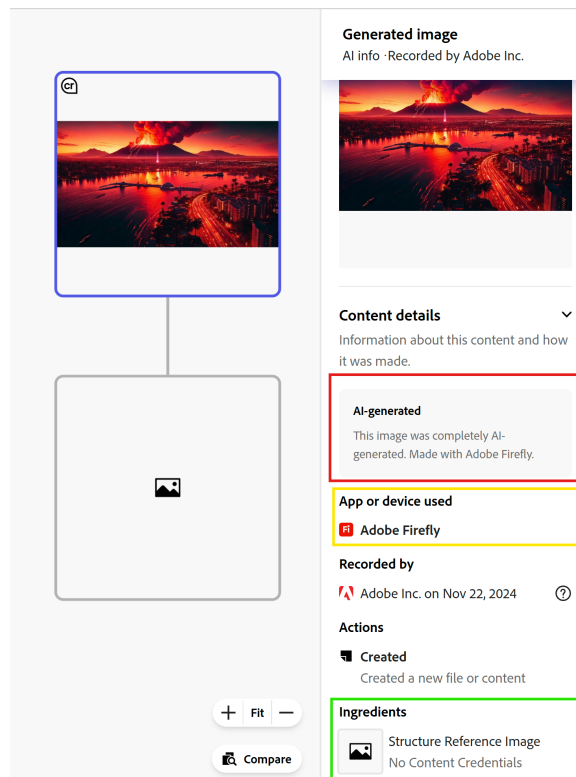 Generated image
AI info · Recorded by Adobe Inc.
cr
Content details
Information about this content and how
it was made.
AI-generated
This image was completely AI-
generated. Made with Adobe Firefly.
App or device used
Fi Adobe Firefly
Recorded by
Adobe Inc. on Nov 22, 2024 ?
Actions
Created
Created a new file or content
Ingredients
Structure Reference Image
No Content Credentials
+ Fit −
Compare